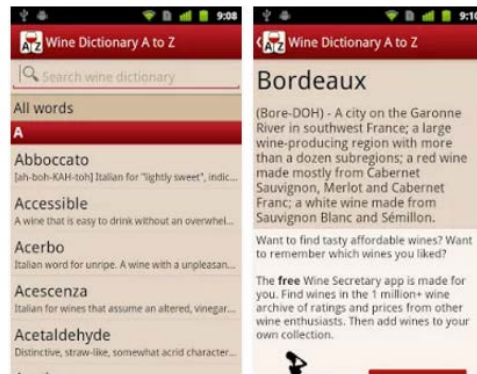 9:08
A Z Wine Dictionary A to Z
Search wine dictionary
All words
A
Abboccato
[ah-boh-KAH-toh] Italian for "lightly sweet", indic...
Accessible
A wine that is easy to drink without an overwhel...
Acerbo
Italian word for unripe. A wine with a unpleasan...
Acescenza
Italian for wines that assume an altered, vinegar...
Acetaldehyde
Distinctive, straw-like, somewhat acrid character...
9:10
A Z Wine Dictionary A to Z
Bordeaux
(Bore-DOH) - A city on the Garonne
River in southwest France; a large
wine-producing region with more
than a dozen subregions; a red wine
made mostly from Cabernet
Sauvignon, Merlot and Cabernet
Franc; a white wine made from
Sauvignon Blanc and Sémillon.
Want to find tasty affordable wines? Want
to remember which wines you liked?
The free Wine Secretary app is made for
you. Find wines in the 1 million+ wine
archive of ratings and prices from other
wine enthusiasts. Then add wines to your
own collection.